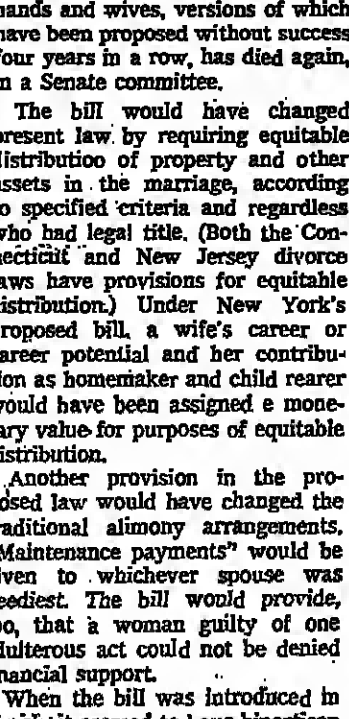 bands and wives, versions of which
have been proposed without success
four years in a row, has died again,
in a Senate committee.
The bill would have changed
present law by requiring equitable
distributioo of property and other
assets in the marriage, according
to specified criteria and regardless
who had legal title. (Both the Con-
necticut and New Jersey divorce
laws have provisions for equitable
distribution.) Under New York's
proposed bill, a wife's career or
career potential and her contribu-
tion as homemaker and child rearer
would have been assigned e mone-
tary value for purposes of equitable
distribution.
Another provision in the pro-
posed law would have changed the
traditional alimony arrangements.
"Maintenance payments" would be
given to whichever spouse was
neediest. The bill would provide,
too, that a woman guilty of one
adulterous act could not be denied
financial support.
When the bill was introduced in